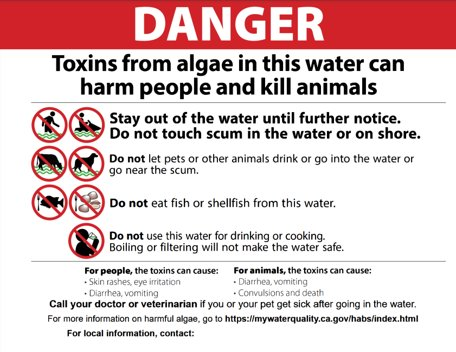 DANGER
Toxins from algae in this water can
harm people and kill animals
Stay out of the water until further notice.
Do not touch scum in the water or on shore.
Do not let pets or other animals drink or go into the water or
go near the scum.
Do not eat fish or shellfish from this water.
Do not use this water for drinking or cooking.
Boiling or filtering will not make the water safe.
For people, the toxins can cause:
• Skin rashes, eye irritation
• Diarrhea, vomiting
For animals, the toxins can cause:
• Diarrhea, vomiting
• Convulsions and death
Call your doctor or veterinarian if you or your pet get sick after going in the water.
For more information on harmful algae, go to https://mywaterquality.ca.gov/habs/index.html
For local information, contact: